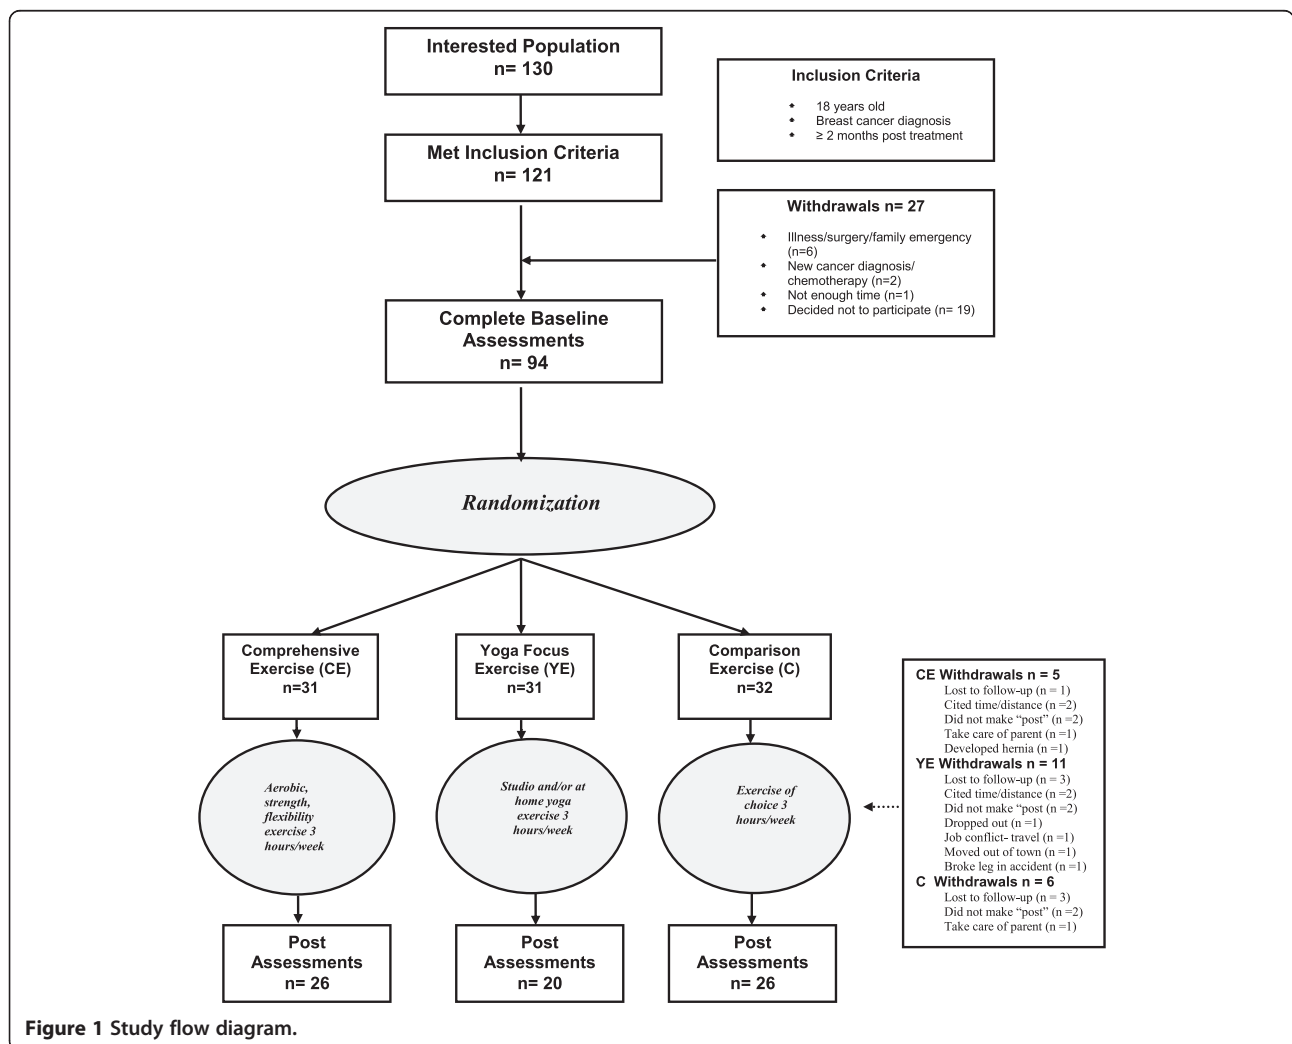 Interested Population
n= 130
Inclusion Criteria
18 years old
Breast cancer diagnosis
≥ 2 months post treatment
Met Inclusion Criteria
n= 121
Withdrawals n= 27
Illness/surgery/family emergency
(n=6)
New cancer diagnosis/
chemotherapy (n=2)
Not enough time (n=1)
Decided not to participate (n= 19)
Complete Baseline
Assessments
n= 94
Randomization
Comprehensive
Exercise (CE)
n=31
Yoga Focus
Exercise (YE)
n=31
Comparison
Exercise (C)
n=32
Aerobic,
strength,
flexibility
exercise 3
hours/week
Studio and/or at
home yoga
exercise 3
hours/week
Exercise of
choice 3
hours/week
CE Withdrawals n = 5
Lost to follow-up (n = 1)
Cited time/distance (n =2)
Did not make “post” (n =2)
Take care of parent (n =1)
Developed hernia (n =1)
YE Withdrawals n = 11
Lost to follow-up (n = 3)
Cited time/distance (n =2)
Did not make “post (n =2)
Dropped out (n =1)
Job conflict- travel (n =1)
Moved out of town (n =1)
Broke leg in accident (n =1)
C Withdrawals n = 6
Lost to follow-up (n = 3)
Did not make “post” (n =2)
Take care of parent (n =1)
Post
Assessments
n= 26
Post
Assessments
n= 20
Post
Assessments
n= 26
Figure 1 Study flow diagram.